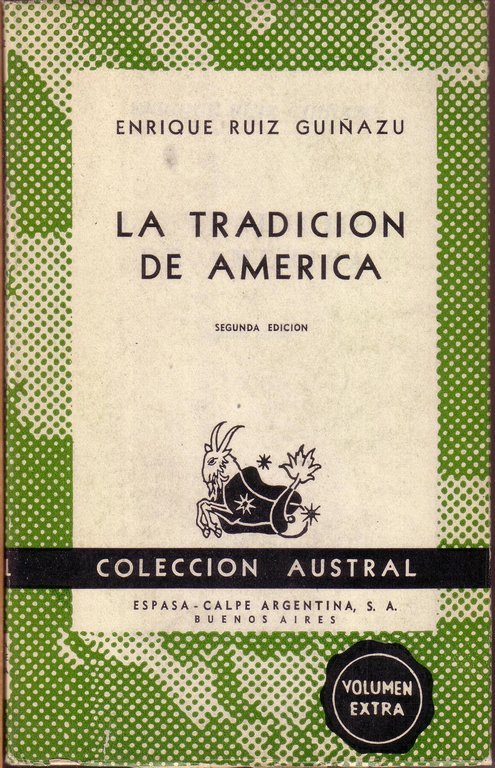 ENRIQUE RUIZ GUIÑAZU
LA TRADICION
DE AMERICA
SEGUNDA EDICION
COLECCION AUSTRAL
ESPASA-CALPE ARGENTINA, S. A.
BUENOS AIRES
VOLUMEN
EXTRA